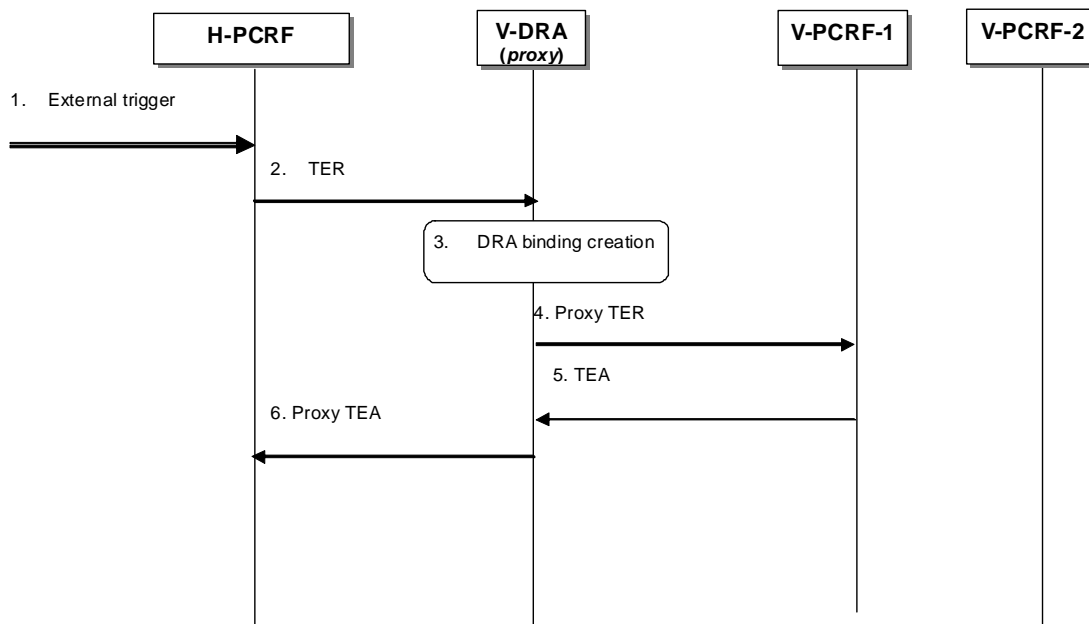 H-PCRF
V-DRA
(proxy)
V-PCRF-1
V-PCRF-2
1. External trigger
2. TER
3. DRA binding creation
4. Proxy TER
5. TEA
6. Proxy TEA